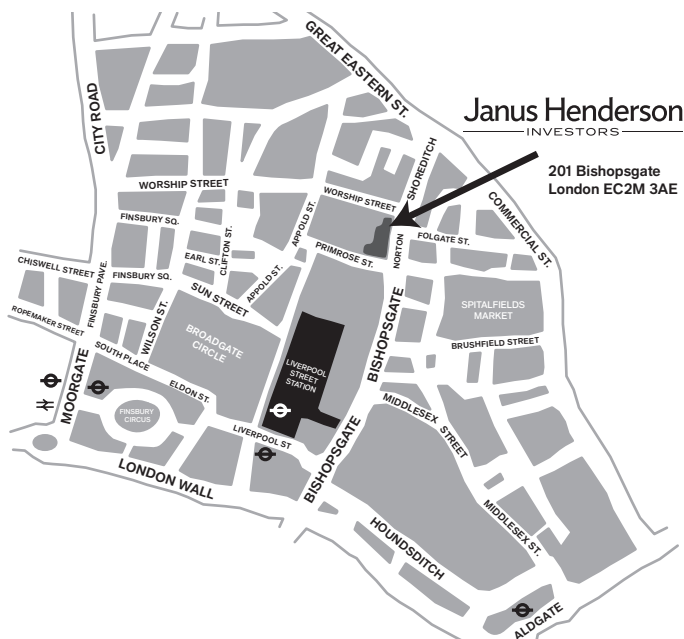 GREAT EASTERN ST.
CITY ROAD
Janus Henderson
INVESTORS
201 Bishopsgate
London EC2M 3AE
SHOREDITCH
WORSHIP STREET
WORSHIP STREET
COMMERCIAL ST.
FINSBURY SQ.
APPOLD ST.
CLIFTON ST.
NORTON
FOLGATE ST.
PRIMROSE ST.
EARL ST.
CHISWELL STREET
FINSBURY PAVE.
FINSBURY SQ.
APPOLD ST.
SUN STREET
SPITALFIELDS
MARKET
ROPEMAKER STREET
WILSON ST.
BROADGATE
CIRCLE
BISHOPSGATE
BRUSHFIELD STREET
SOUTH PLACE
LIVERPOOL
STREET
STATION
MOORGATE
ELDON ST.
FINSBURY
CIRCUS
MIDDLESEX STREET
LIVERPOOL ST
BISHOPSGATE
LONDON WALL
MIDDLESEX ST.
HOUNDSDITCH
ALDGATE